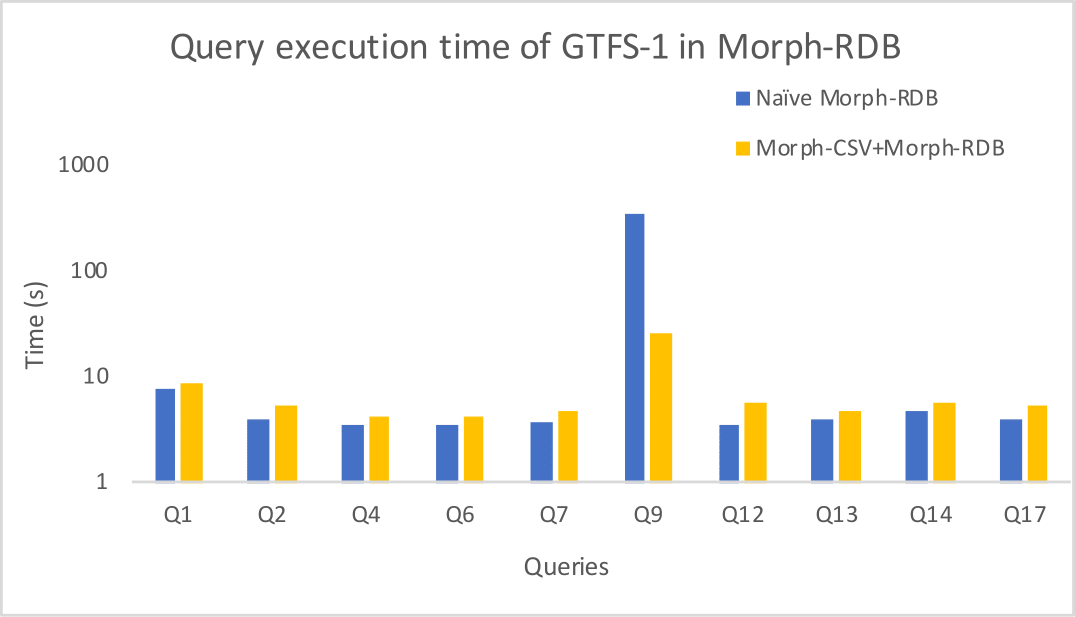 Query execution time of GTFS-1 in Morph-RDB
Naïve Morph-RDB
Morph-CSV+Morph-RDB
1000
100
10
1
Time (s)
Q1 Q2 Q4 Q6 Q7 Q9 Q12 Q13 Q14 Q17
Queries